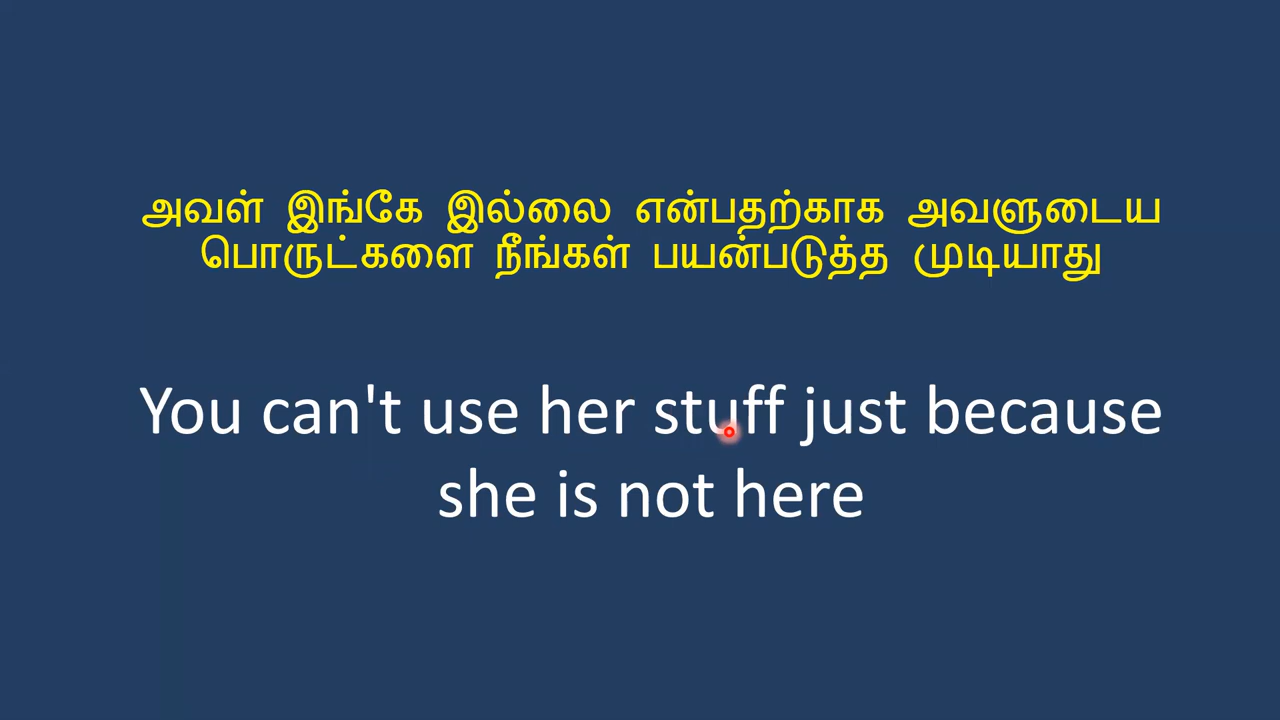 அவள் இங்கே இல்லை என்பதற்காக அவளுடைய
பொருட்களை நீங்கள் பயன்படுத்த முடியாது
You can't use her stuff just because
she is not here